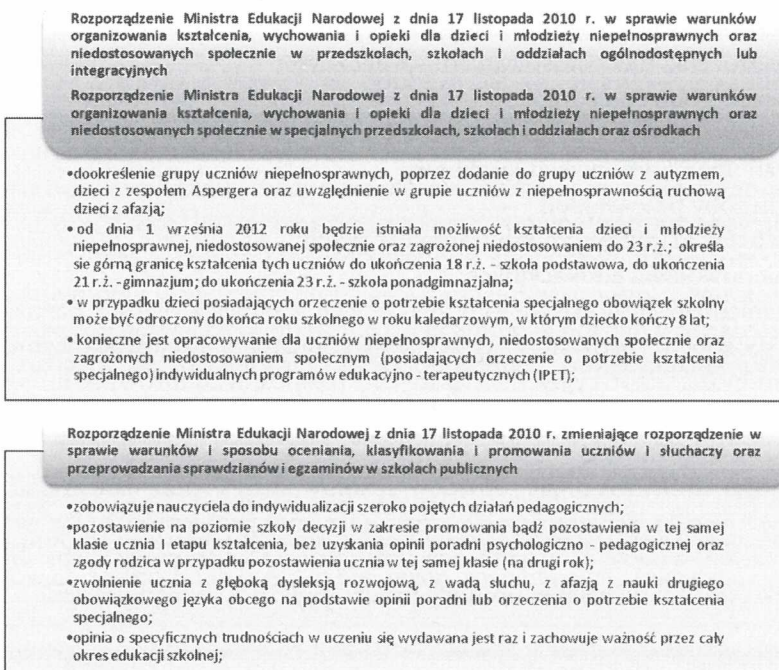 Rozporządzenie Ministra Edukacji Narodowej z dnia 17 listopada 2010 r. w sprawie warunków
organizowania kształcenia, wychowania i opieki dla dzieci i młodzieży niepełnosprawnych oraz
niedostosowanych społecznie w przedszkolach, szkołach i oddziałach ogólnodostępnych lub
integracyjnych
Rozporządzenie Ministra Edukacji Narodowej z dnia 17 listopada 2010 r. w sprawie warunków
organizowania kształcenia, wychowania i opieki dla dzieci i młodzieży niepełnosprawnych oraz
niedostosowanych społecznie w specjalnych przedszkolach, szkołach i oddziałach oraz ośrodkach
•dookreślenie grupy uczniów niepełnosprawnych, poprzez dodanie do grupy uczniów z autyzmem,
dzieci z zespołem Aspergera oraz uwzględnienie w grupie uczniów z niepełnosprawnością ruchową
dzieci z afazją;
• od dnia 1 września 2012 roku będzie istniała możliwość kształcenia dzieci i młodzieży
niepełnosprawnej, niedostosowanej społecznie oraz zagrożonej niedostosowaniem do 23 r.ż.; określa
sie górną granicę kształcenia tych uczniów do ukończenia 18 r.ż. - szkoła podstawowa, do ukończenia
21 r.ż. -gimnazjum; do ukończenia 23 r.ż. - szkoła ponadgimnazjalna;
• w przypadku dzieci posiadających orzeczenie o potrzebie kształcenia specjalnego obowiązek szkolny
może być odroczony do końca roku szkolnego w roku kaledarzowym, w którym dziecko kończy 8 lat;
• konieczne jest opracowywanie dla uczniów niepełnosprawnych, niedostosowanych społecznie oraz
zagrożonych niedostosowaniem społecznym (posiadających orzeczenie o potrzebie kształcenia
specjalnego) indywidualnych programów edukacyjno - terapeutycznych (IPET);
Rozporządzenie Ministra Edukacji Narodowej z dnia 17 listopada 2010 r. zmieniające rozporządzenie w
sprawie warunków i sposobu oceniania, klasyfikowania i promowania uczniów i słuchaczy oraz
przeprowadzania sprawdzianów i egzaminów w szkołach publicznych
•zobowiązuje nauczyciela do indywidualizacji szeroko pojętych działań pedagogicznych;
•pozostawienie na poziomie szkoły decyzji w zakresie promowania bądź pozostawienia w tej samej
klasie ucznia I etapu kształcenia, bez uzyskania opinii poradni psychologiczno - pedagogicznej oraz
zgody rodzica w przypadku pozostawienia ucznia w tej samej klasie (na drugi rok);
•zwolnienie ucznia z głęboką dysleksją rozwojową, z wadą słuchu, z afazją z nauki drugiego
obowiązkowego języka obcego na podstawie opinii poradni lub orzeczenia o potrzebie kształcenia
specjalnego;
•opinia o specyficznych trudnościach w uczeniu się wydawana jest raz i zachowuje ważność przez cały
okres edukacji szkolnej;